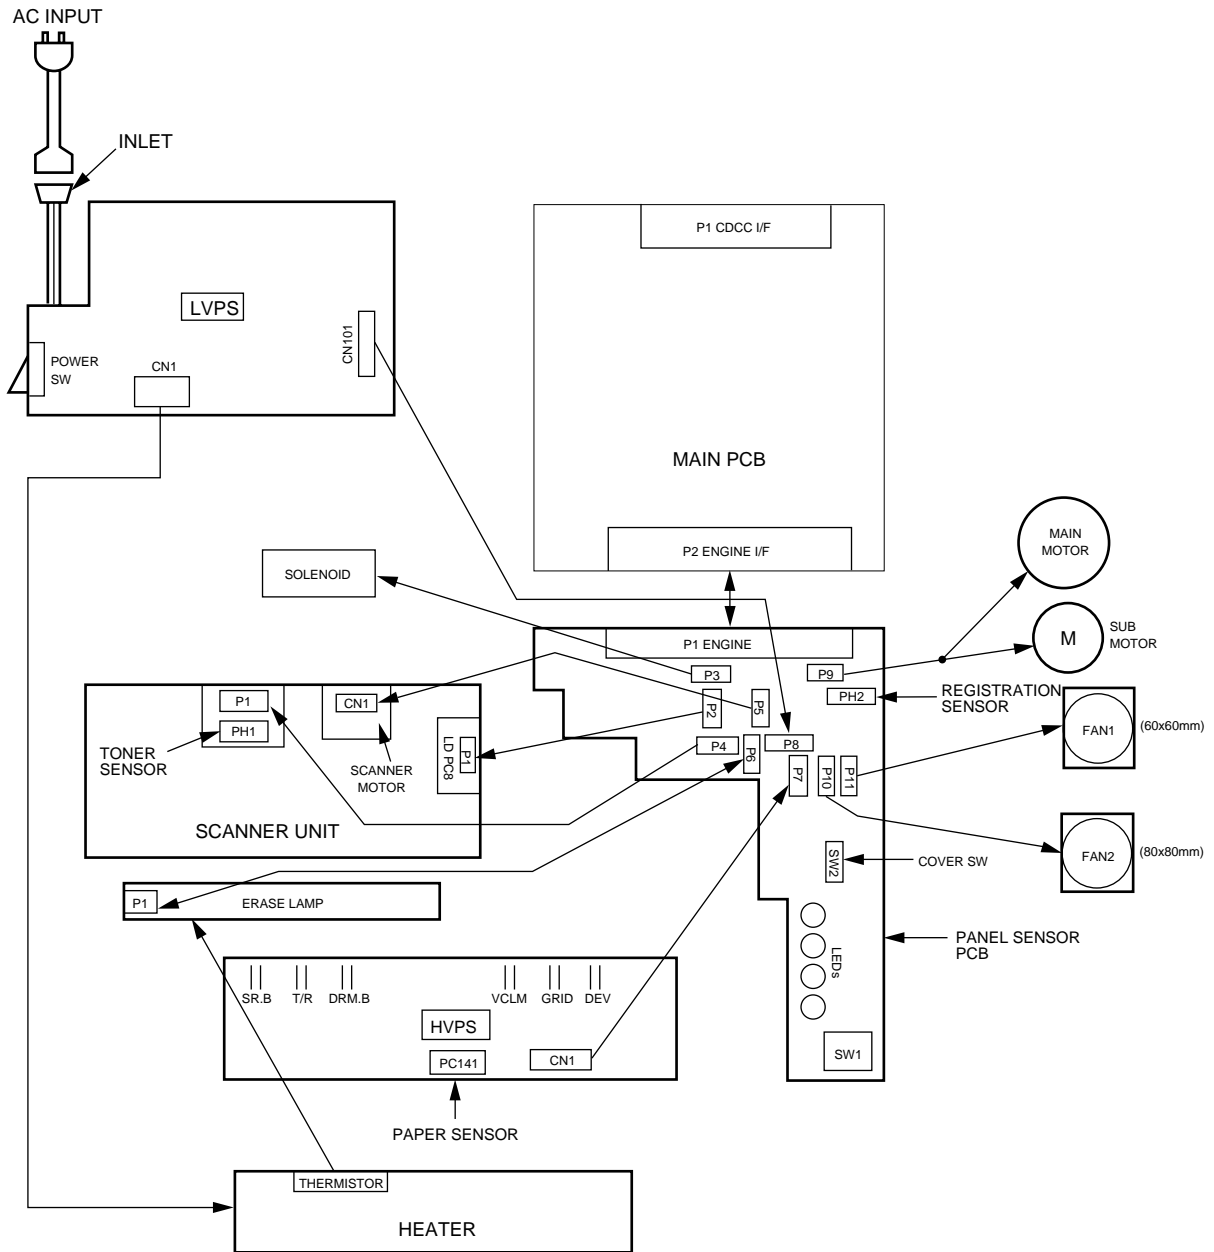 AC INPUT
INLET
LVPS
POWER
SW
CN1
CN101
P1 CDCC I/F
MAIN PCB
P2 ENGINE I/F
SOLENOID
MAIN
MOTOR
M
SUB
MOTOR
P1 ENGINE
P3
P9
PH2
REGISTRATION
SENSOR
P2
P5
P4
P6
P8
P7
P10
P11
FAN1
(60x60mm)
FAN2
(80x80mm)
SW2
COVER SW
LEDs
PANEL SENSOR
PCB
SW1
P1
PH1
TONER
SENSOR
CN1
SCANNER
MOTOR
LD PC8
P1
SCANNER UNIT
P1
ERASE LAMP
SR.B
T/R
DRM.B
VCLM
GRID
DEV
HVPS
PC141
CN1
PAPER SENSOR
THERMISTOR
HEATER